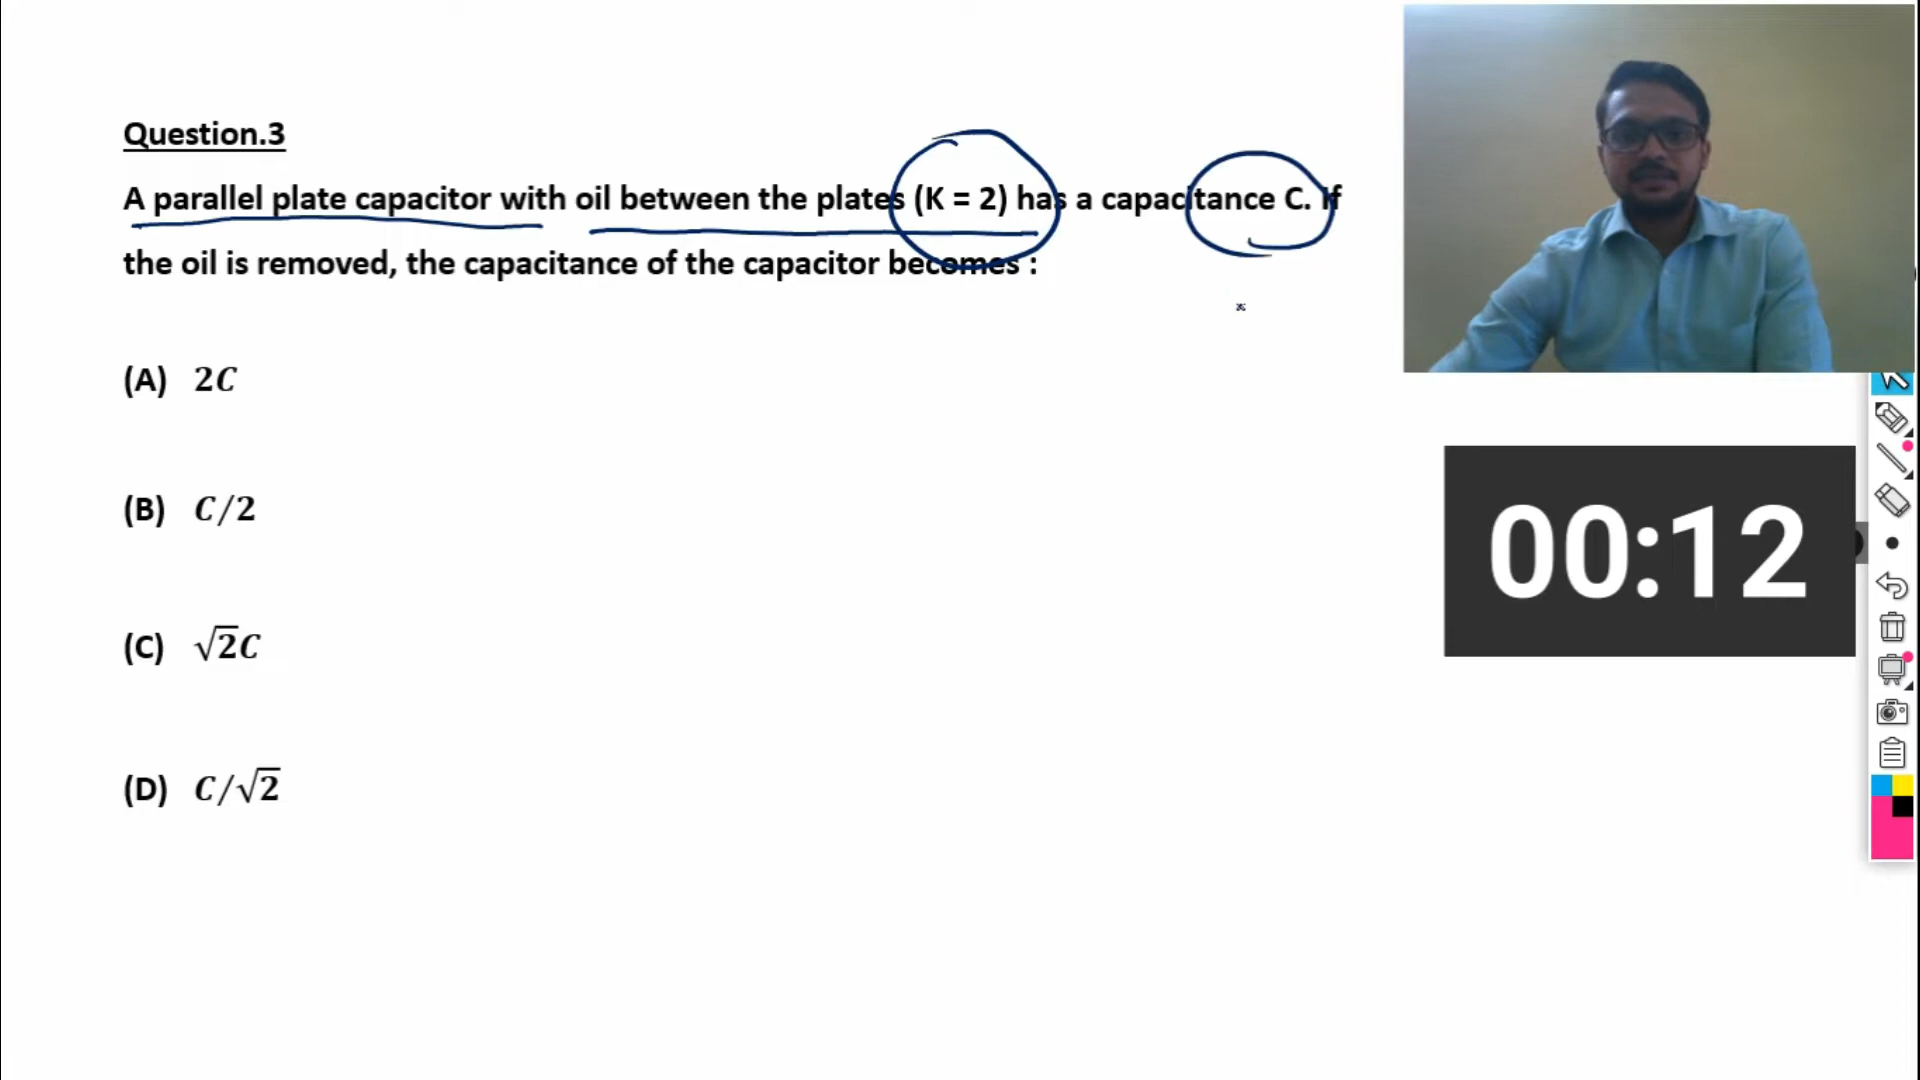 Question.3
A parallel plate capacitor with oil between the plates (K = 2) has a capacitance C. If
the oil is removed, the capacitance of the capacitor becomes :
(A) 2C
(B) C/2
00:12
(C) √2C
(D) C/√2